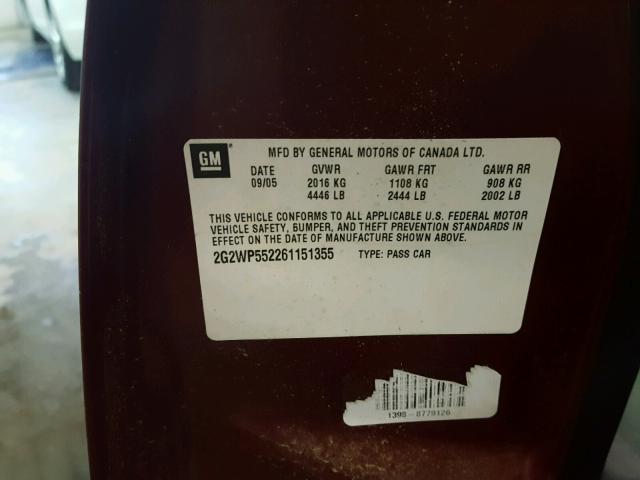 GM
MFD BY GENERAL MOTORS OF CANADA LTD.
DATE GVWR GAWR FRT GAWR RR
09/05 2016 KG 1108 KG 908 KG
4446 LB 2444 LB 2002 LB
THIS VEHICLE CONFORMS TO ALL APPLICABLE U.S. FEDERAL MOTOR
VEHICLE SAFETY, BUMPER, AND THEFT PREVENTION STANDARDS IN
EFFECT ON THE DATE OF MANUFACTURE SHOWN ABOVE.
2G2WP552261151355 TYPE: PASS CAR
139S 8779126